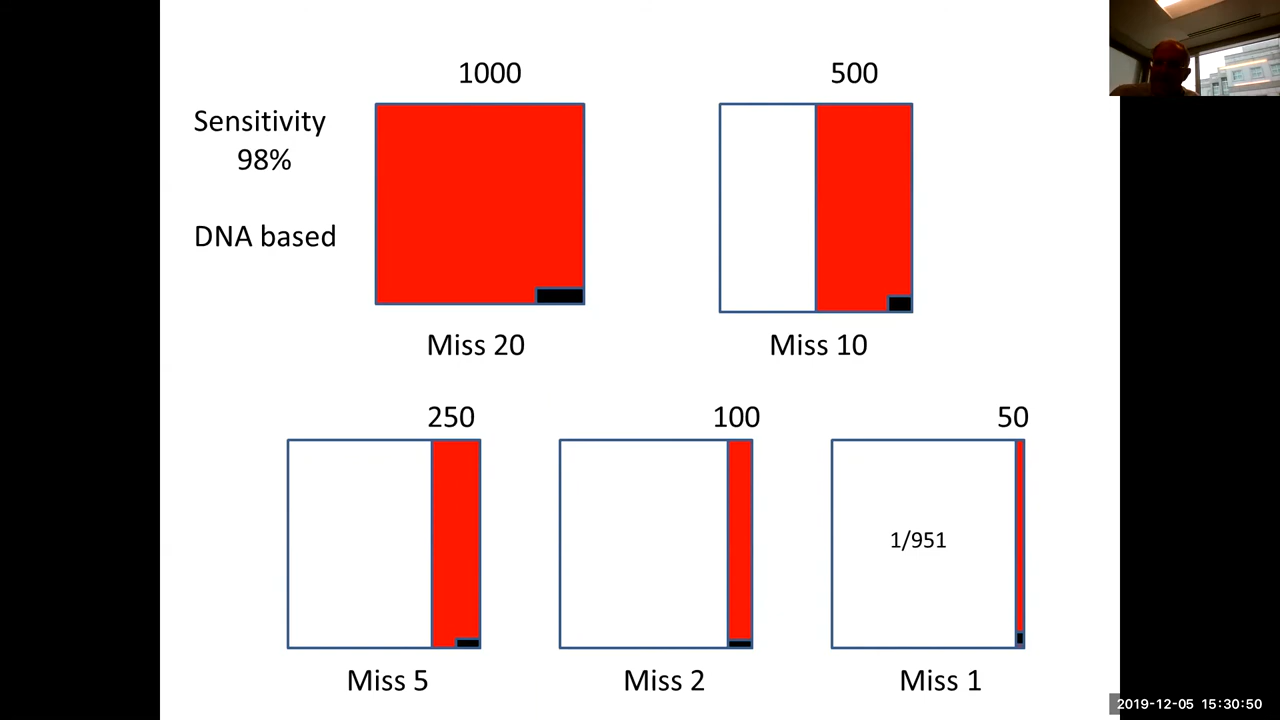 1000
500
Sensitivity
98%
DNA based
Miss 20
Miss 10
250
100
50
1/951
Miss 5
Miss 2
Miss 1
2019-12-05 15:30:50